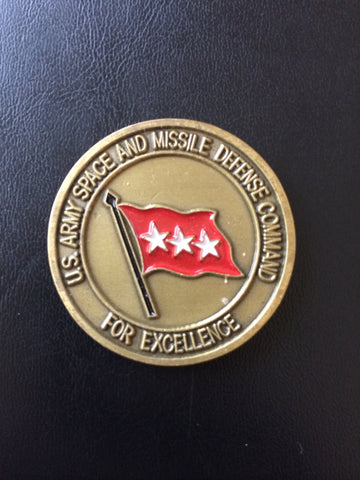 U.S. ARMY SPACE AND MISSILE DEFENSE COMMAND
FOR EXCELLENCE